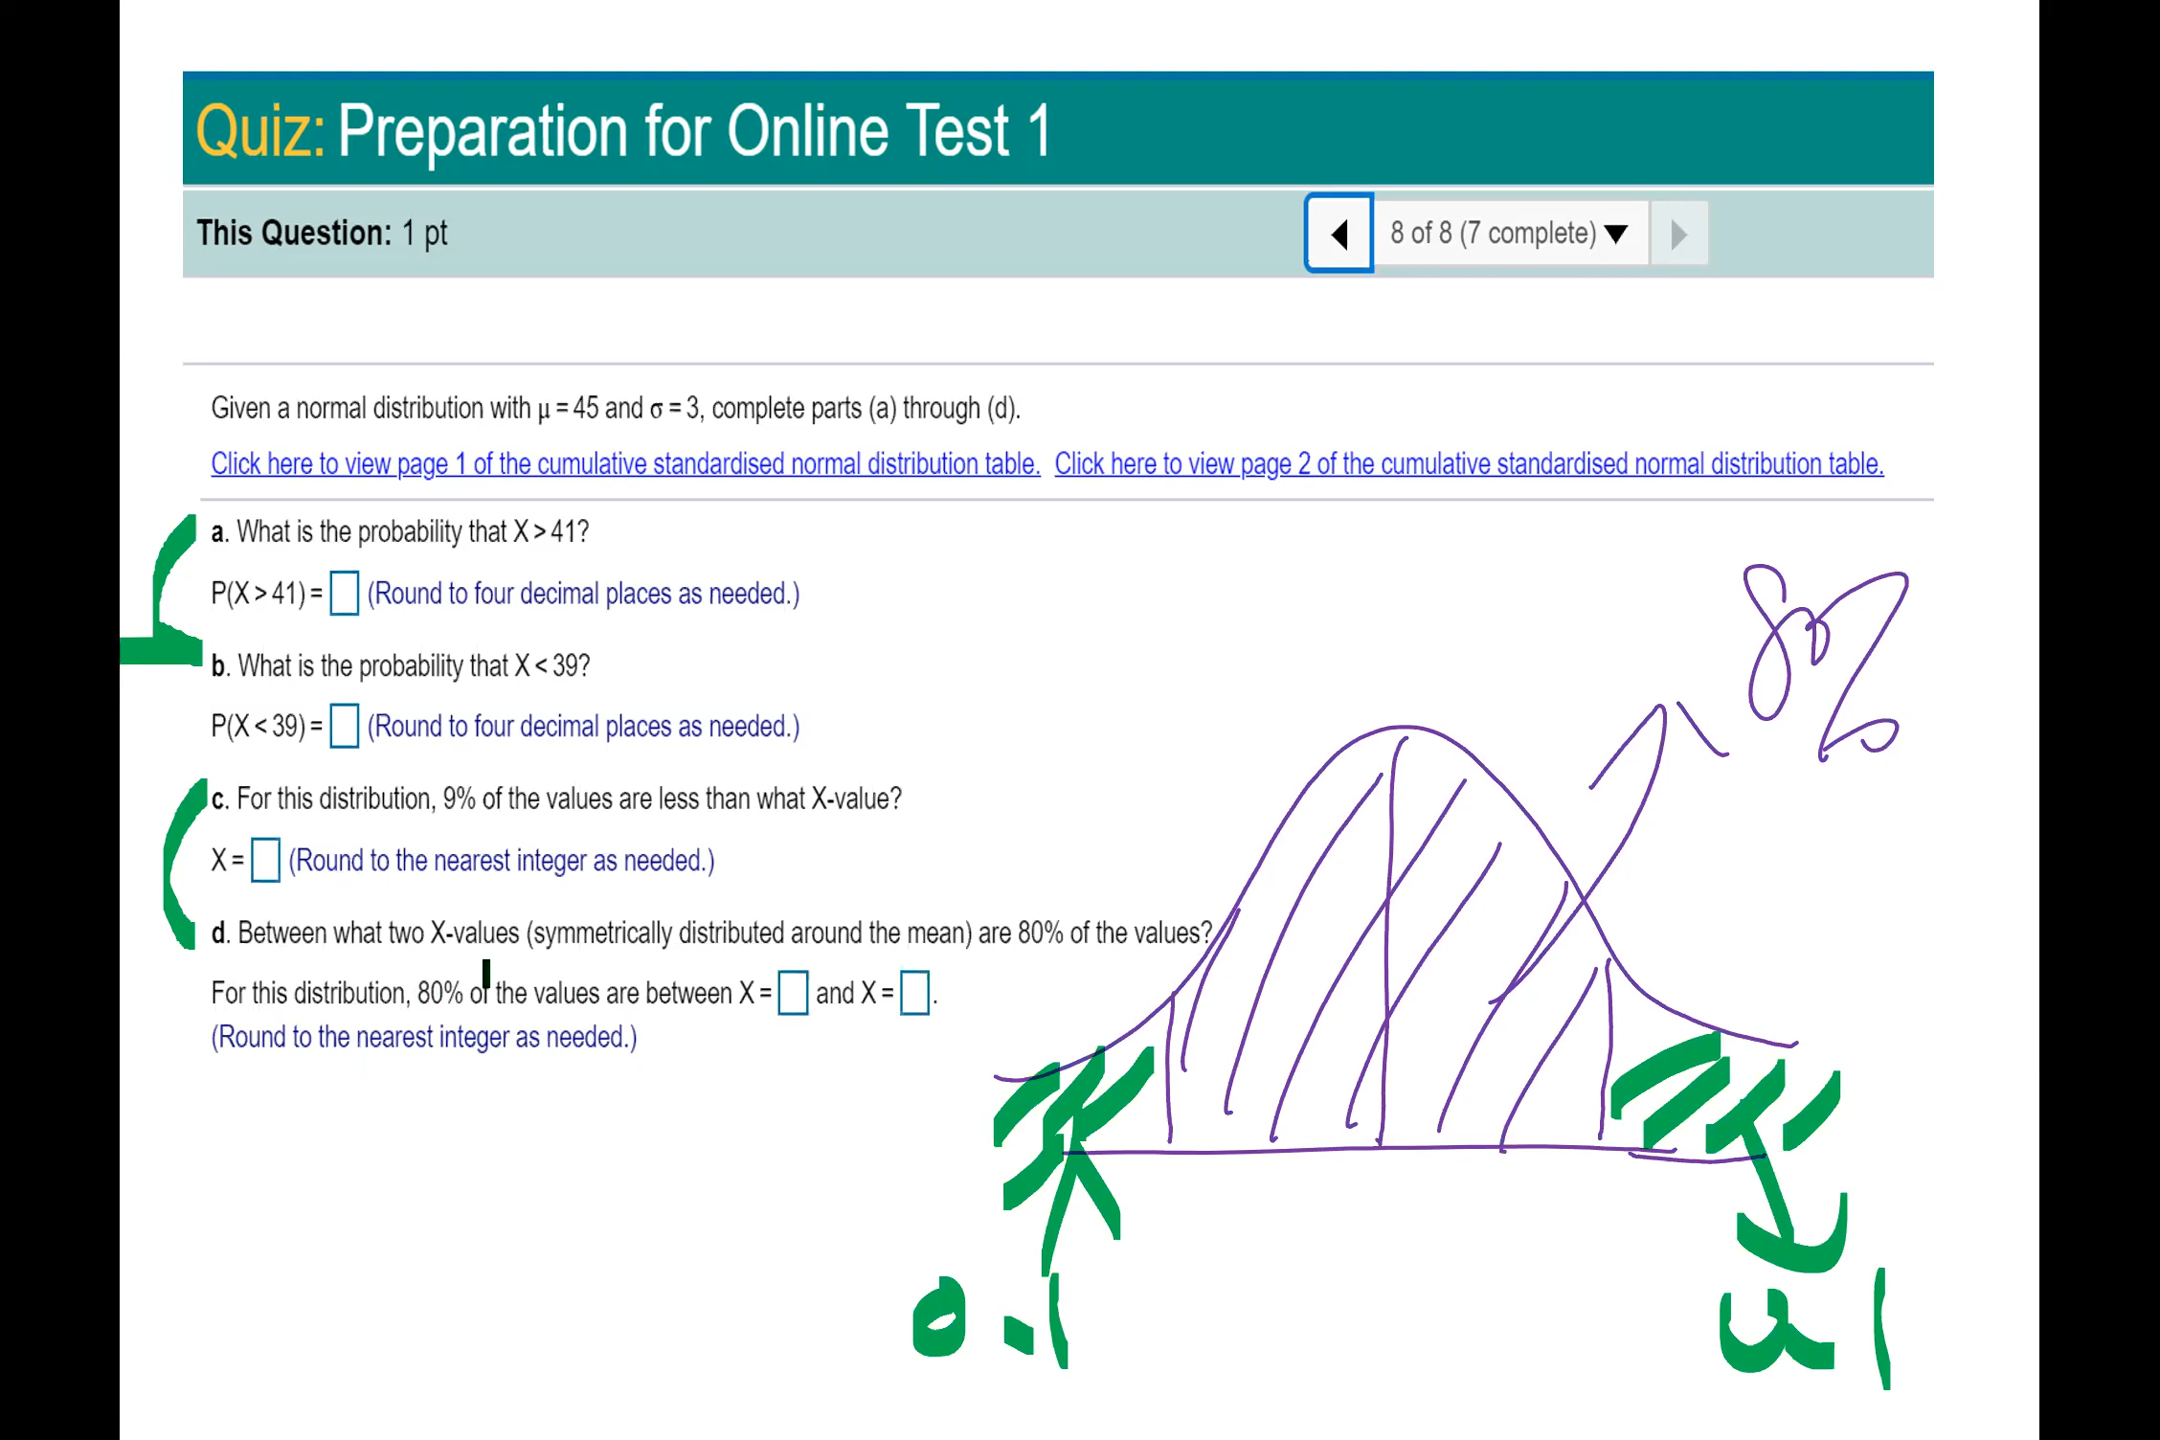 Quiz: Preparation for Online Test 1
This Question: 1 pt
8 of 8 (7 complete)
Given a normal distribution with μ = 45 and σ = 3, complete parts (a) through (d).
Click here to view page 1 of the cumulative standardised normal distribution table. Click here to view page 2 of the cumulative standardised normal distribution table.
a. What is the probability that X > 41?
P(X > 41) = (Round to four decimal places as needed.)
b. What is the probability that X < 39?
P(X < 39) = (Round to four decimal places as needed.)
c. For this distribution, 9% of the values are less than what X-value?
X = (Round to the nearest integer as needed.)
d. Between what two X-values (symmetrically distributed around the mean) are 80% of the values?
For this distribution, 80% of the values are between X = and X = .
(Round to the nearest integer as needed.)
80%
0.1